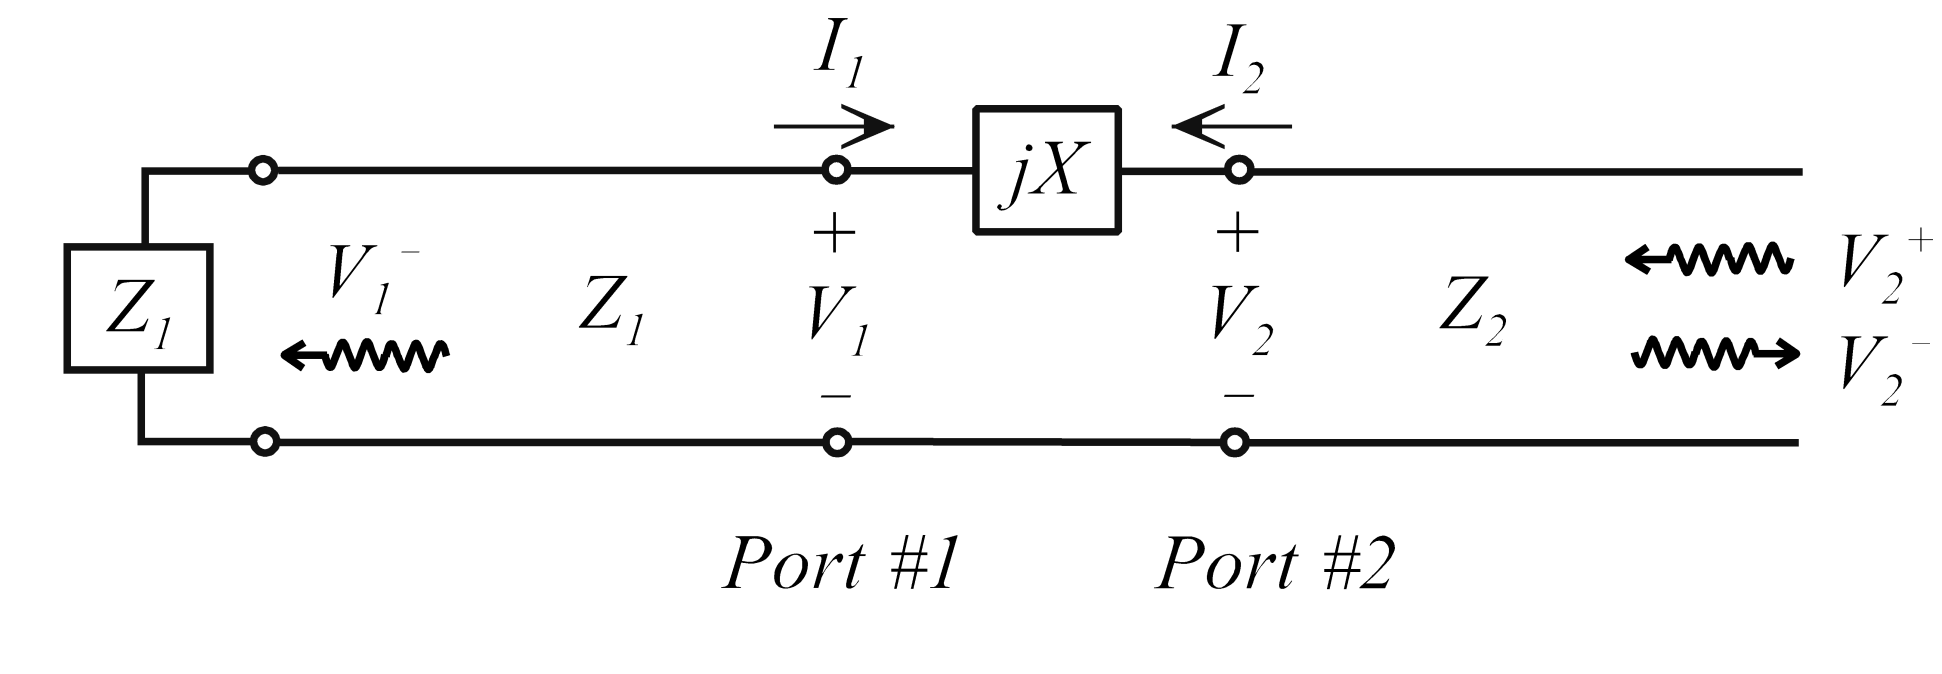 I₁ I₂
jX
+ + V₂⁺
Z₁ V₁⁻ Z₁ V₁ V₂ Z₂
V₂⁻
− −
Port #1 Port #2